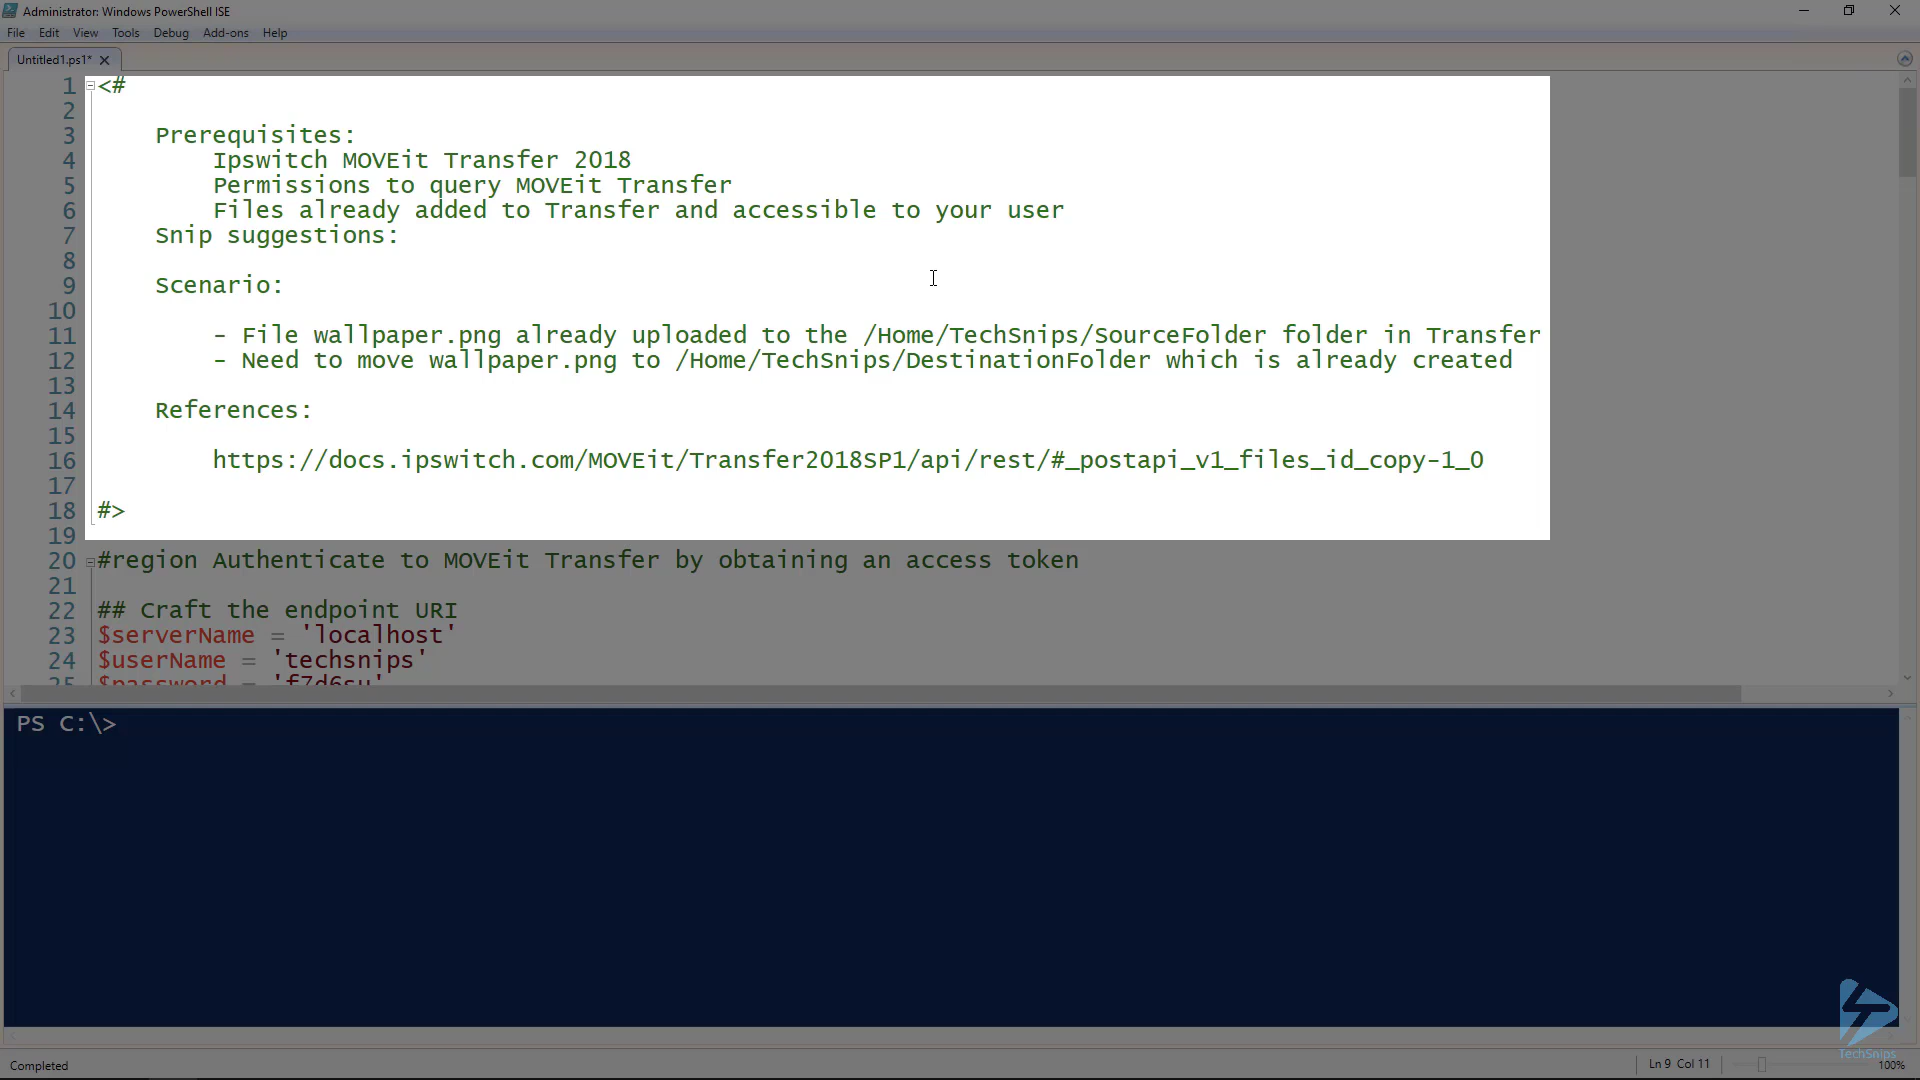 Administrator: Windows PowerShell ISE
File Edit View Tools Debug Add-ons Help
Untitled1.ps1*
1 <#
2
3 Prerequisites:
4 Ipswitch MOVEit Transfer 2018
5 Permissions to query MOVEit Transfer
6 Files already added to Transfer and accessible to your user
7 Snip suggestions:
8
9 Scenario:
10
11 - File wallpaper.png already uploaded to the /Home/TechSnips/SourceFolder folder in Transfer
12 - Need to move wallpaper.png to /Home/TechSnips/DestinationFolder which is already created
13
14 References:
15
16 https://docs.ipswitch.com/MOVEit/Transfer2018SP1/api/rest/#_postapi_v1_files_id_copy-1_0
17
18 #>
19
20 #region Authenticate to MOVEit Transfer by obtaining an access token
21
22 ## Craft the endpoint URI
23 $serverName = 'localhost'
24 $userName = 'techsnips'
25 $password = 'f7d6su'
PS C:\>
TechSnips
Completed
Ln 9 Col 11
100%